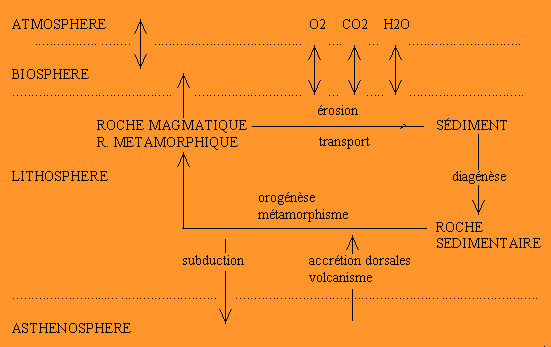 ATMOSPHERE
O2 CO2 H2O
BIOSPHERE
érosion
ROCHE MAGMATIQUE
R. METAMORPHIQUE
SÉDIMENT
transport
LITHOSPHERE
diagénèse
orogénèse
métamorphisme
ROCHE
SEDIMENTAIRE
subduction
accrétion dorsales
volcanisme
ASTHENOSPHERE